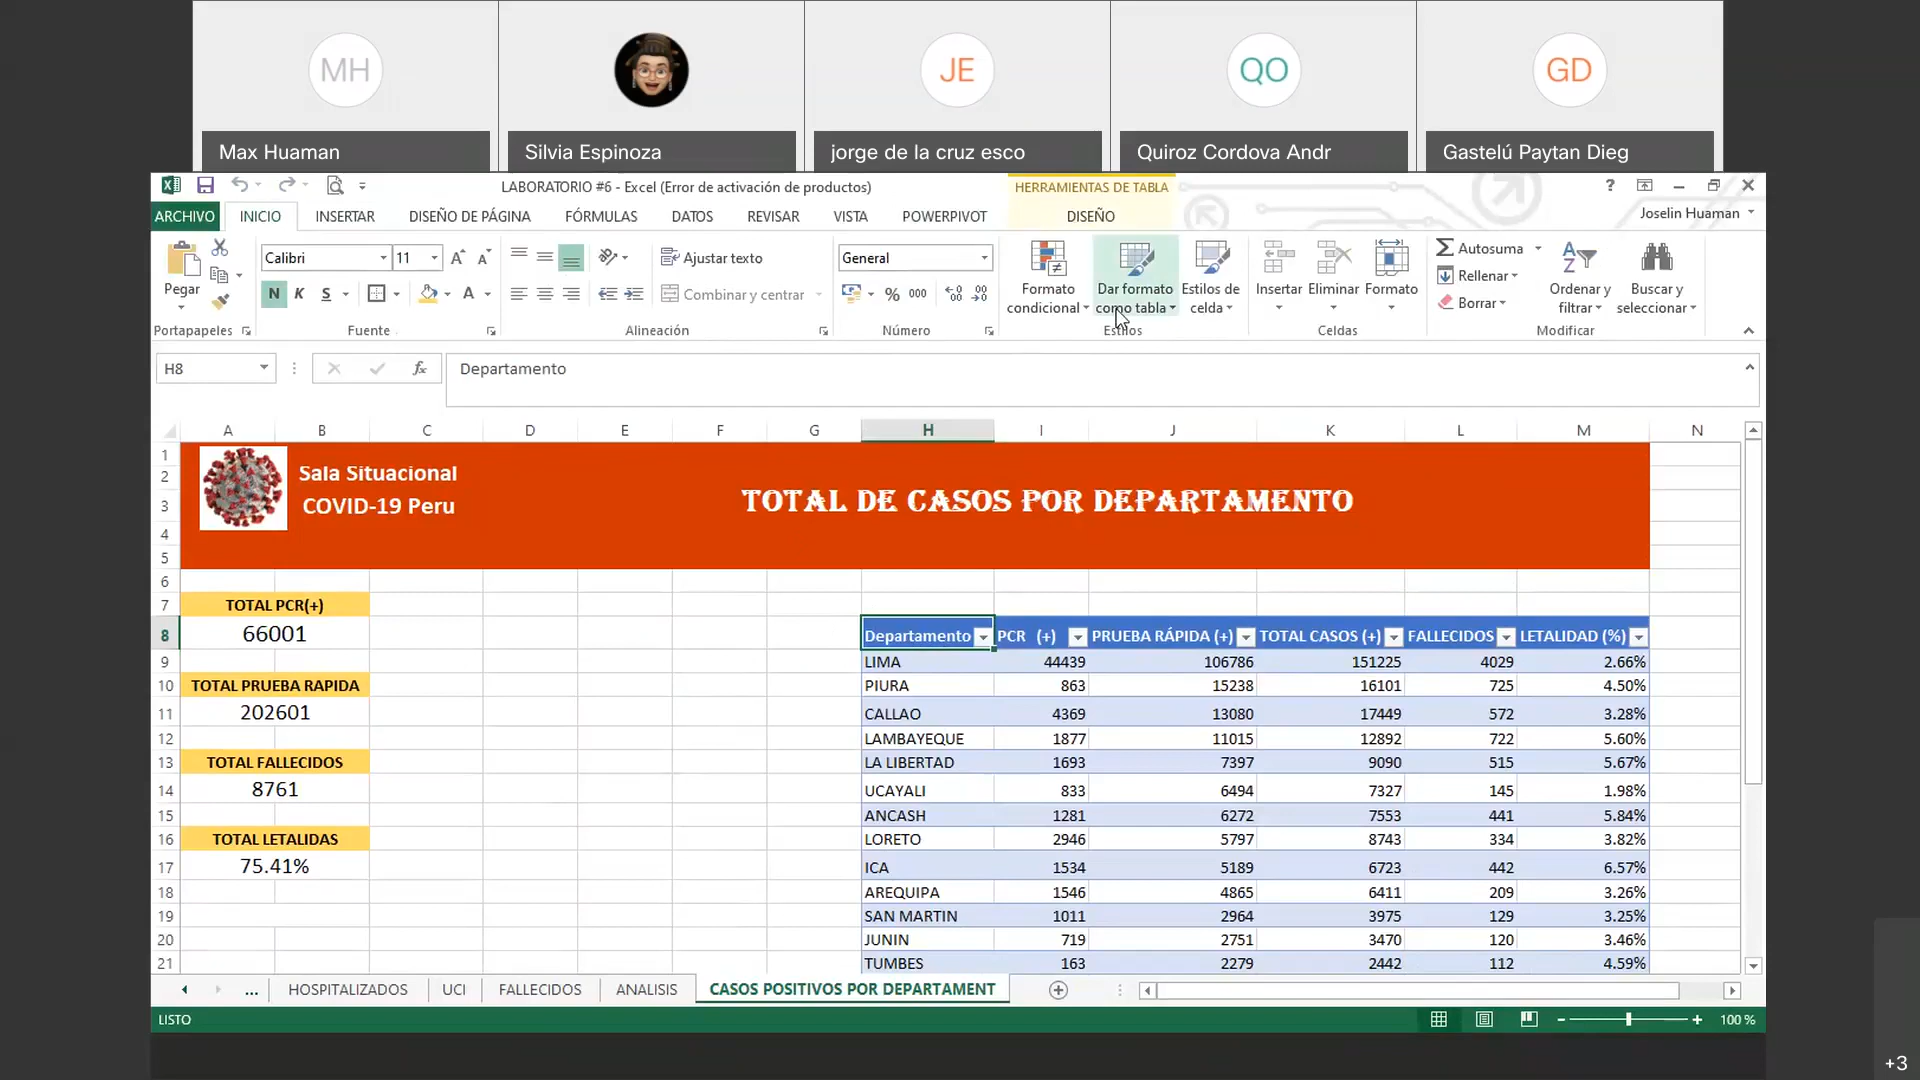 MH
JE
QO
GD
Max Huaman
Silvia Espinoza
jorge de la cruz esco
Quiroz Cordova Andr
Gastelú Paytan Dieg
LABORATORIO #6 - Excel (Error de activación de productos)
HERRAMIENTAS DE TABLA
?
ARCHIVO INICIO INSERTAR DISEÑO DE PÁGINA FÓRMULAS DATOS REVISAR VISTA POWERPIVOT DISEÑO
Joselin Huaman
Pegar
Portapapeles
Calibri 11
N K S
Fuente
Ajustar texto
Combinar y centrar
Alineación
General
% 000
Número
Formato condicional
Dar formato como tabla
Estilos de celda
Estilos
Insertar Eliminar Formato
Celdas
Autosuma
Rellenar
Borrar
Ordenar y filtrar
Buscar y seleccionar
Modificar
H8
fx
Departamento
A B C D E F G H I J K L M N
1
2
3
4
5
6
7
8
9
10
11
12
13
14
15
16
17
18
19
20
21
Sala Situacional
COVID-19 Peru
TOTAL DE CASOS POR DEPARTAMENTO
TOTAL PCR(+)
66001
TOTAL PRUEBA RAPIDA
202601
TOTAL FALLECIDOS
8761
TOTAL LETALIDAS
75.41%
Departamento PCR (+) PRUEBA RÁPIDA (+) TOTAL CASOS (+) FALLECIDOS LETALIDAD (%)
LIMA 44439 106786 151225 4029 2.66%
PIURA 863 15238 16101 725 4.50%
CALLAO 4369 13080 17449 572 3.28%
LAMBAYEQUE 1877 11015 12892 722 5.60%
LA LIBERTAD 1693 7397 9090 515 5.67%
UCAYALI 833 6494 7327 145 1.98%
ANCASH 1281 6272 7553 441 5.84%
LORETO 2946 5797 8743 334 3.82%
ICA 1534 5189 6723 442 6.57%
AREQUIPA 1546 4865 6411 209 3.26%
SAN MARTIN 1011 2964 3975 129 3.25%
JUNIN 719 2751 3470 120 3.46%
TUMBES 163 2279 2442 112 4.59%
... HOSPITALIZADOS UCI FALLECIDOS ANALISIS CASOS POSITIVOS POR DEPARTAMENT
LISTO
100 %
+3